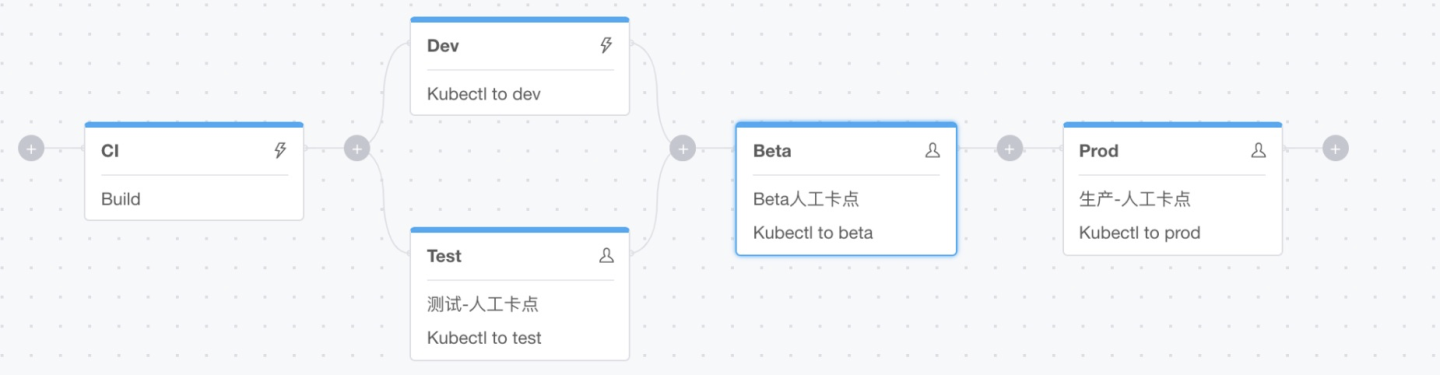 CI
Build
Dev
Kubectl to dev
Test
测试-人工卡点
Kubectl to test
Beta
Beta人工卡点
Kubectl to beta
Prod
生产-人工卡点
Kubectl to prod